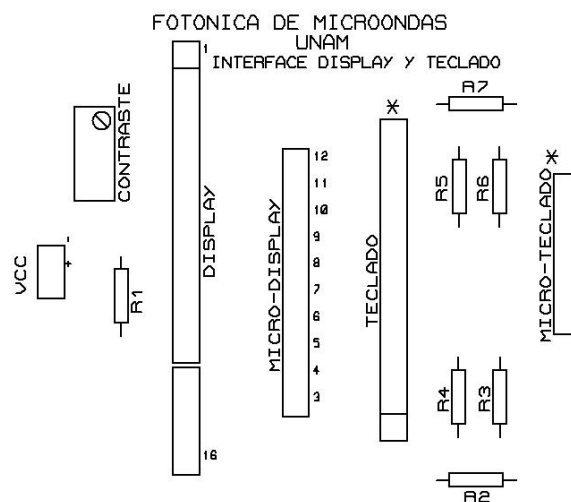 FOTONICA DE MICROONDAS
UNAM
INTERFACE DISPLAY Y TECLADO
1
CONTRASTE
VCC
-
+
R1
DISPLAY
16
MICRO-DISPLAY
12
11
10
9
8
7
6
5
4
3
*
TECLADO
R7
R5
R6
R4
R3
R2
*
MICRO-TECLADO